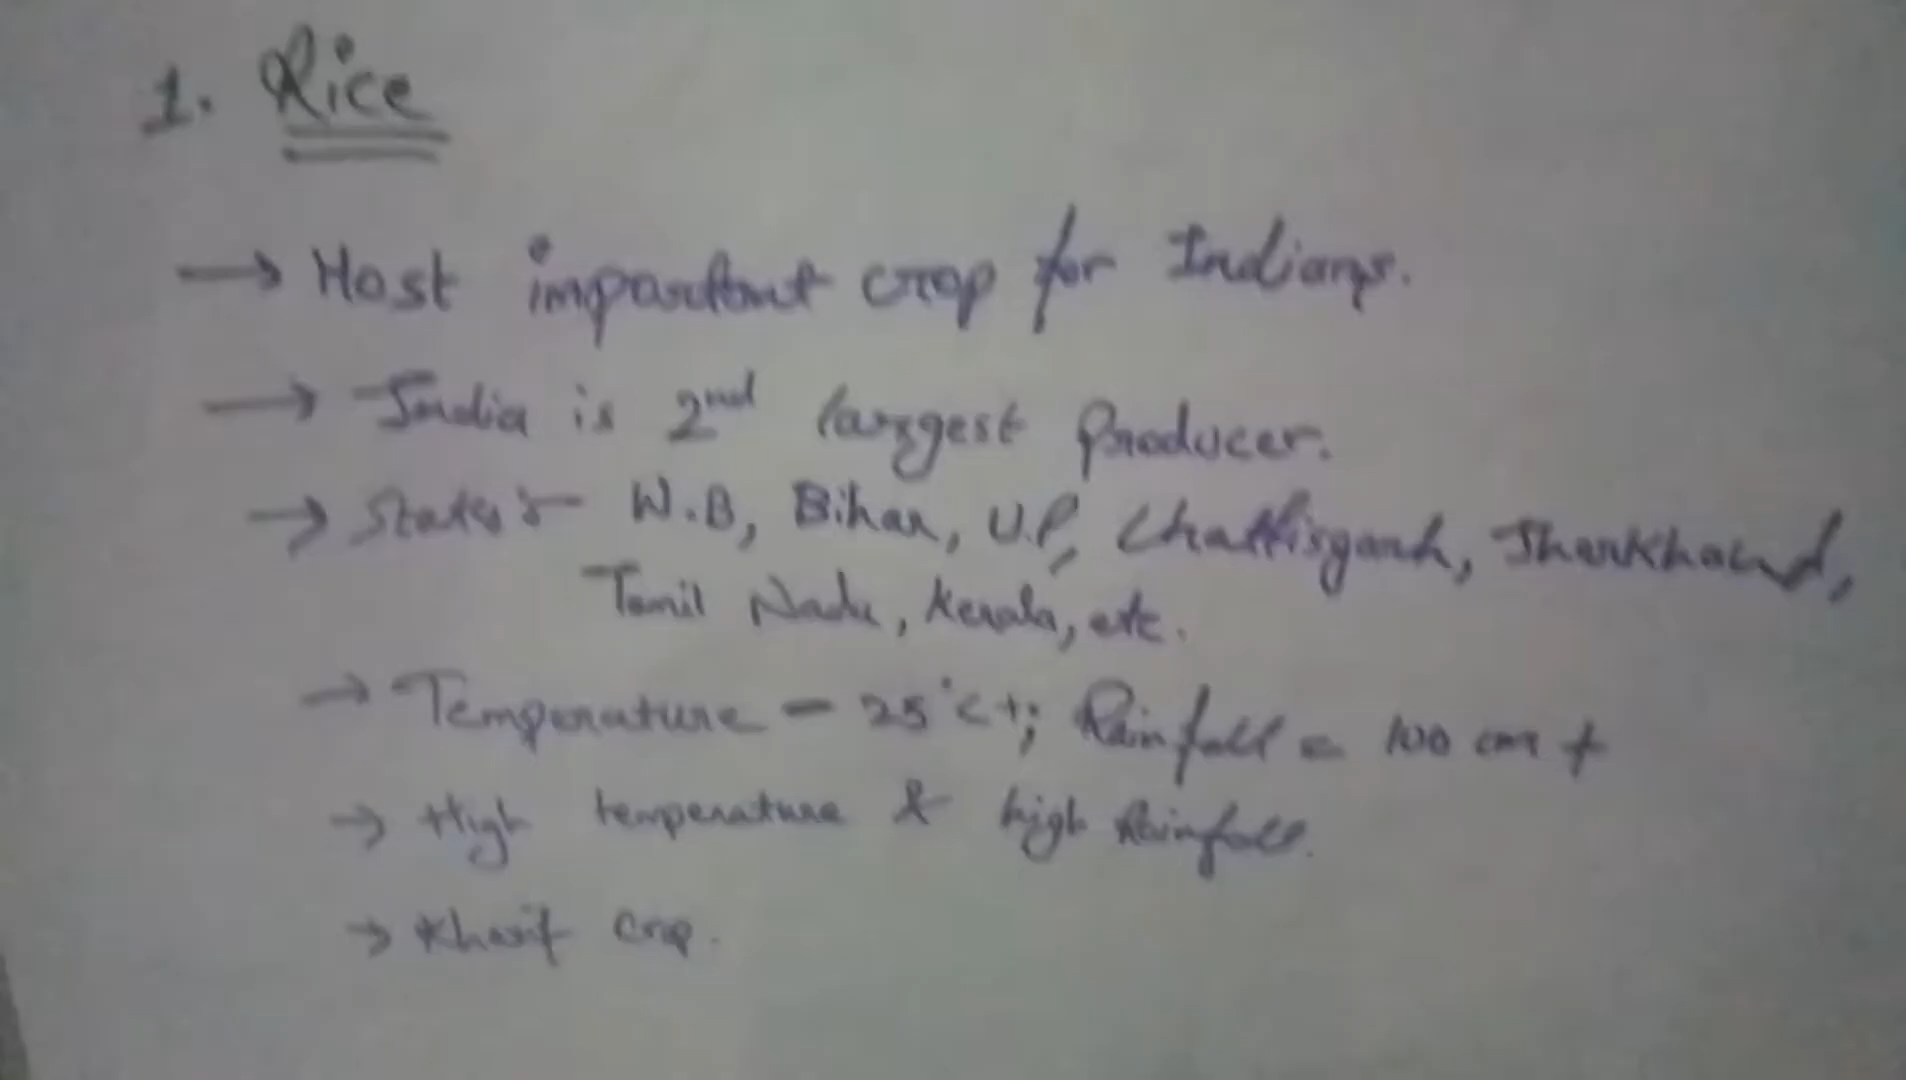 1. Rice
→ Most important crop for Indians.
→ India is 2nd largest Producer.
→ States:- W.B, Bihar, U.P, Chattisgarh, Jharkhand,
Tamil Nadu, Kerala, etc.
→ Temperature - 25°C+; Rainfall = 100 cm +
→ High temperature & high Rainfall.
→ Kharif crop.